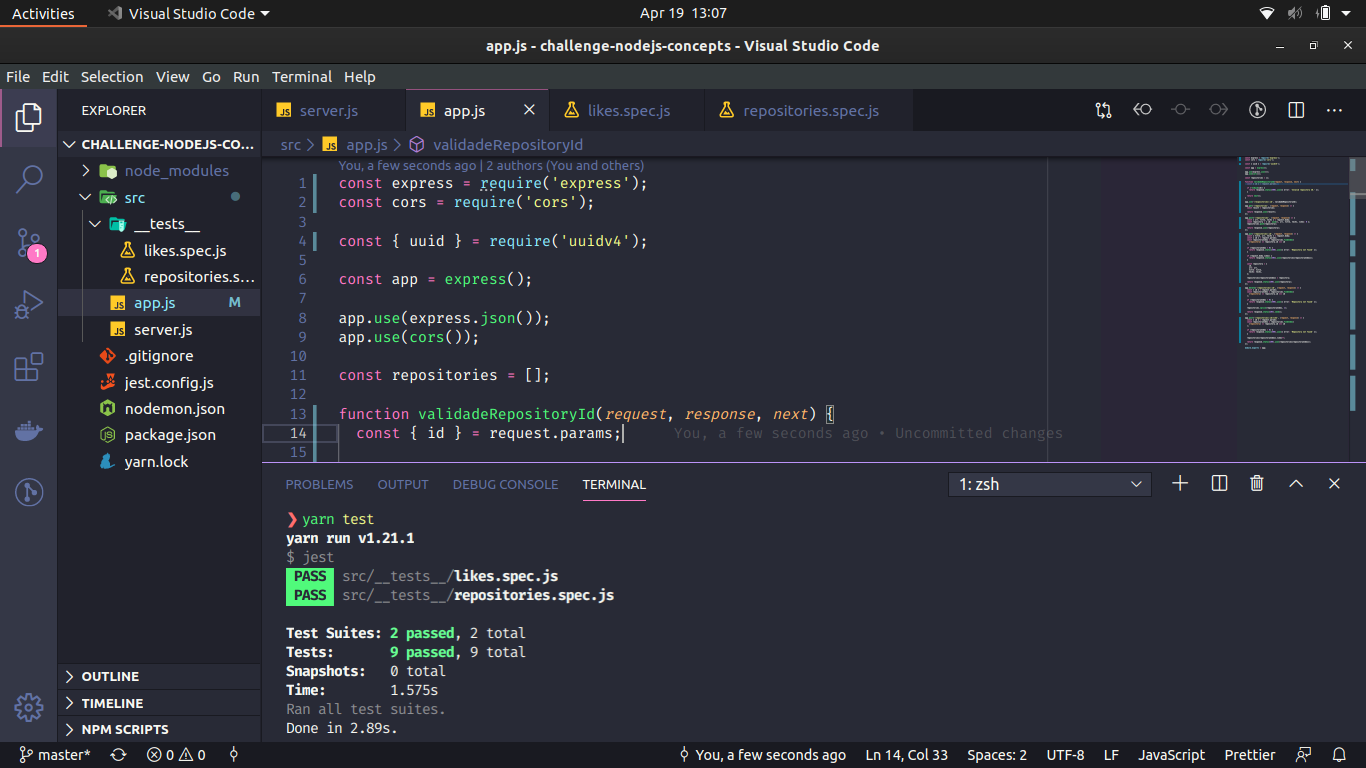 Activities Visual Studio Code Apr 19 13:07
app.js - challenge-nodejs-concepts - Visual Studio Code
File Edit Selection View Go Run Terminal Help
EXPLORER
CHALLENGE-NODEJS-CO...
node_modules
src
__tests__
likes.spec.js
repositories.s...
JS app.js M
JS server.js
.gitignore
jest.config.js
nodemon.json
package.json
yarn.lock
OUTLINE
TIMELINE
NPM SCRIPTS
1
JS server.js JS app.js likes.spec.js repositories.spec.js
src > JS app.js > validadeRepositoryId
You, a few seconds ago | 2 authors (You and others)
1 const express = require('express');
2 const cors = require('cors');
3
4 const { uuid } = require('uuidv4');
5
6 const app = express();
7
8 app.use(express.json());
9 app.use(cors());
10
11 const repositories = [];
12
13 function validadeRepositoryId(request, response, next) {
14 const { id } = request.params; You, a few seconds ago • Uncommitted changes
15
PROBLEMS OUTPUT DEBUG CONSOLE TERMINAL 1: zsh
❯ yarn test
yarn run v1.21.1
$ jest
PASS src/__tests__/likes.spec.js
PASS src/__tests__/repositories.spec.js
Test Suites: 2 passed, 2 total
Tests: 9 passed, 9 total
Snapshots: 0 total
Time: 1.575s
Ran all test suites.
Done in 2.89s.
master* 0 0 You, a few seconds ago Ln 14, Col 33 Spaces: 2 UTF-8 LF JavaScript Prettier